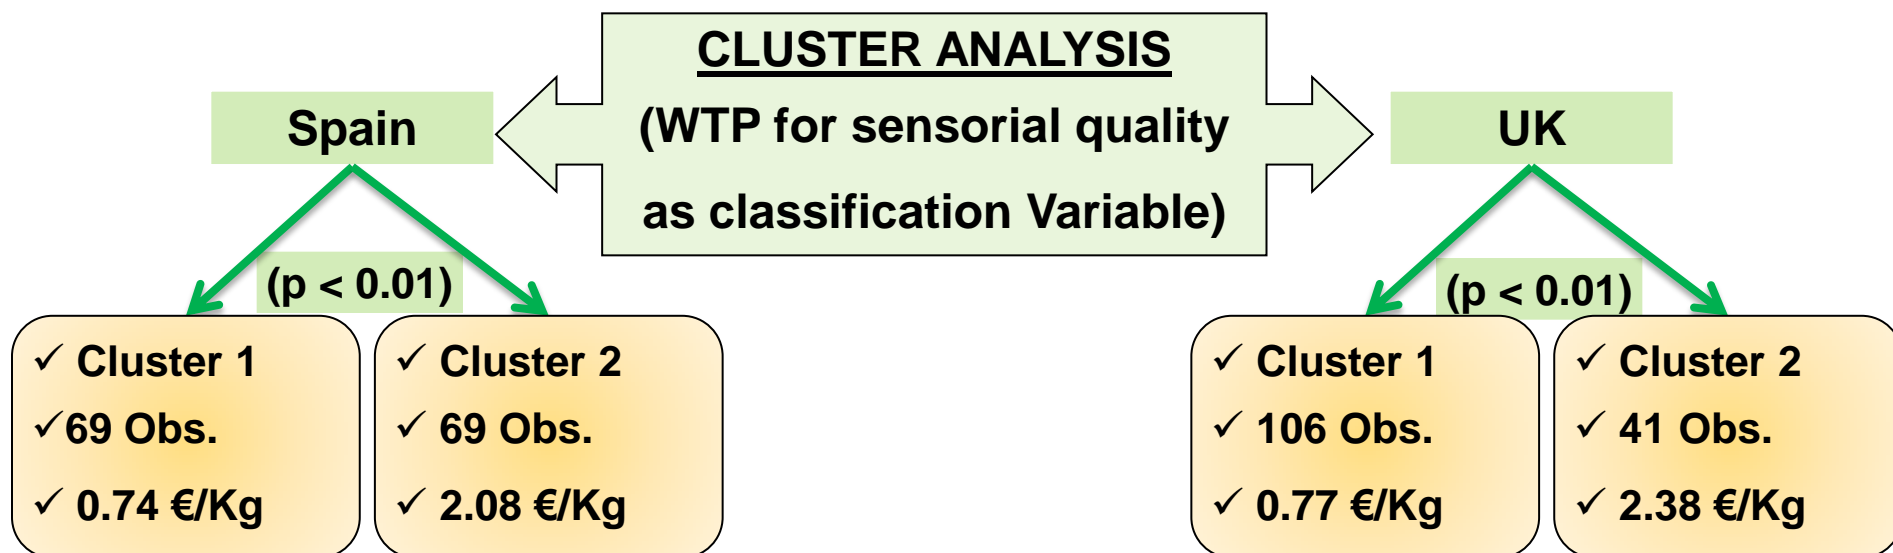 CLUSTER ANALYSIS
(WTP for sensorial quality
as classification Variable)
Spain
UK
(p < 0.01)
(p < 0.01)
✓ Cluster 1
✓69 Obs.
✓ 0.74 €/Kg
✓ Cluster 2
✓ 69 Obs.
✓ 2.08 €/Kg
✓ Cluster 1
✓ 106 Obs.
✓ 0.77 €/Kg
✓ Cluster 2
✓ 41 Obs.
✓ 2.38 €/Kg